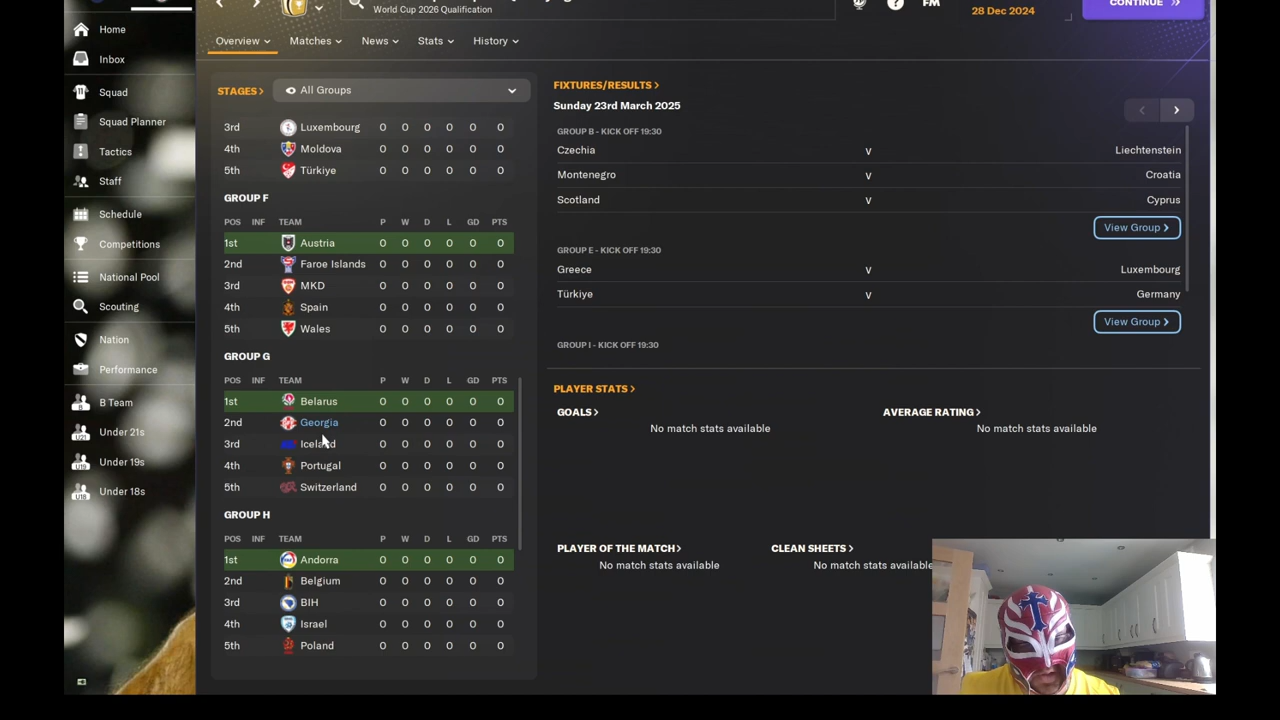 World Cup 2026 Qualification
FM
28 Dec 2024
CONTINUE
Home
Inbox
Squad
Squad Planner
Tactics
Staff
Schedule
Competitions
National Pool
Scouting
Nation
Performance
B Team
Under 21s
Under 19s
Under 18s
Overview Matches News Stats History
STAGES> All Groups
3rd Luxembourg 0 0 0 0 0 0
4th Moldova 0 0 0 0 0 0
5th Türkiye 0 0 0 0 0 0
GROUP F
POS INF TEAM P W D L GD PTS
1st Austria 0 0 0 0 0 0
2nd Faroe Islands 0 0 0 0 0 0
3rd MKD 0 0 0 0 0 0
4th Spain 0 0 0 0 0 0
5th Wales 0 0 0 0 0 0
GROUP G
POS INF TEAM P W D L GD PTS
1st Belarus 0 0 0 0 0 0
2nd Georgia 0 0 0 0 0 0
3rd Iceland 0 0 0 0 0 0
4th Portugal 0 0 0 0 0 0
5th Switzerland 0 0 0 0 0 0
GROUP H
POS INF TEAM P W D L GD PTS
1st Andorra 0 0 0 0 0 0
2nd Belgium 0 0 0 0 0 0
3rd BIH 0 0 0 0 0 0
4th Israel 0 0 0 0 0 0
5th Poland 0 0 0 0 0 0
FIXTURES/RESULTS>
Sunday 23rd March 2025
GROUP B - KICK OFF 19:30
Czechia v Liechtenstein
Montenegro v Croatia
Scotland v Cyprus
View Group >
GROUP E - KICK OFF 19:30
Greece v Luxembourg
Türkiye v Germany
View Group >
GROUP I - KICK OFF 19:30
PLAYER STATS>
GOALS> AVERAGE RATING>
No match stats available No match stats available
PLAYER OF THE MATCH> CLEAN SHEETS>
No match stats available No match stats available